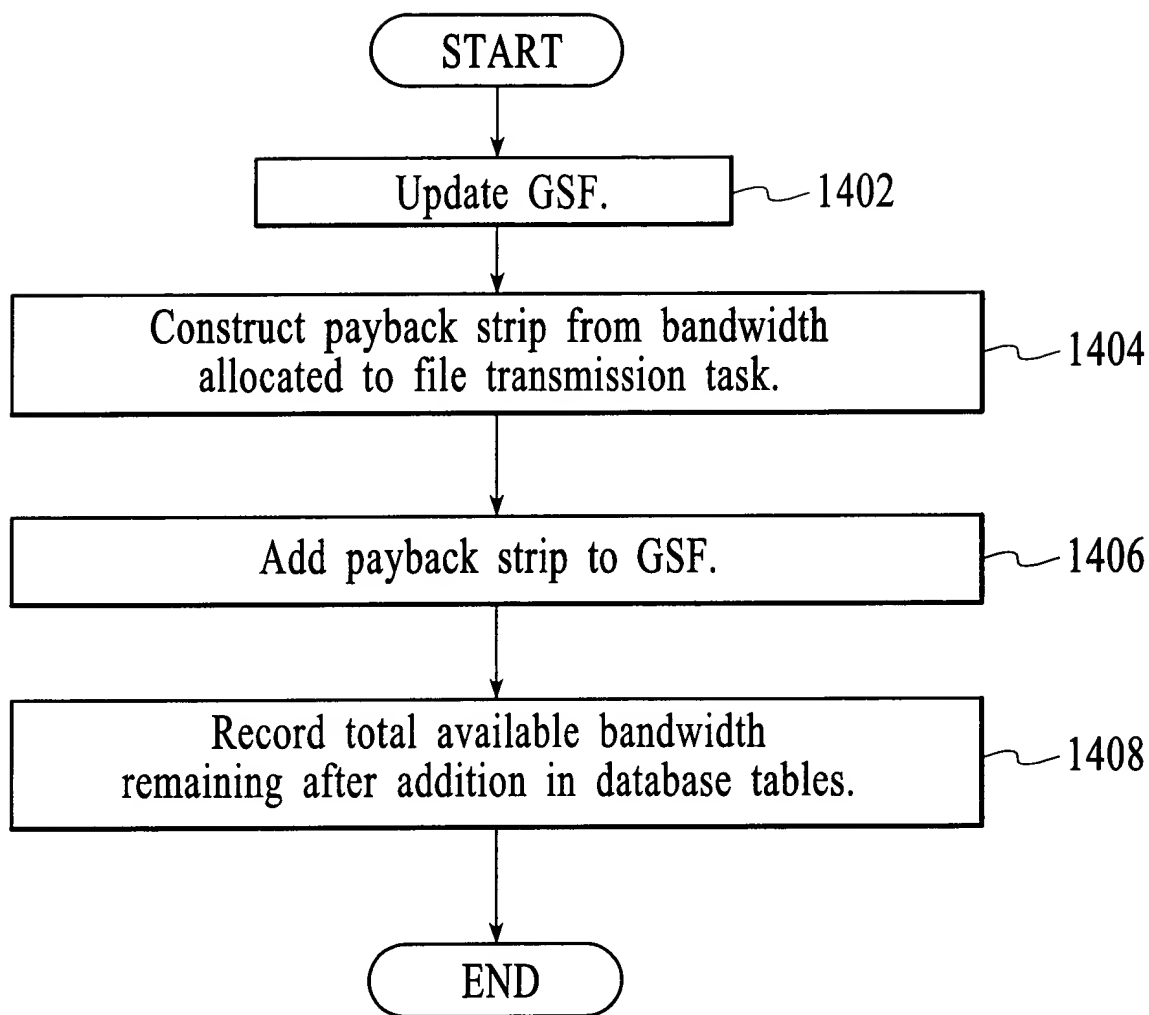 START
Update GSF.
1402
Construct payback strip from bandwidth
allocated to file transmission task.
1404
Add payback strip to GSF.
1406
Record total available bandwidth
remaining after addition in database tables.
1408
END